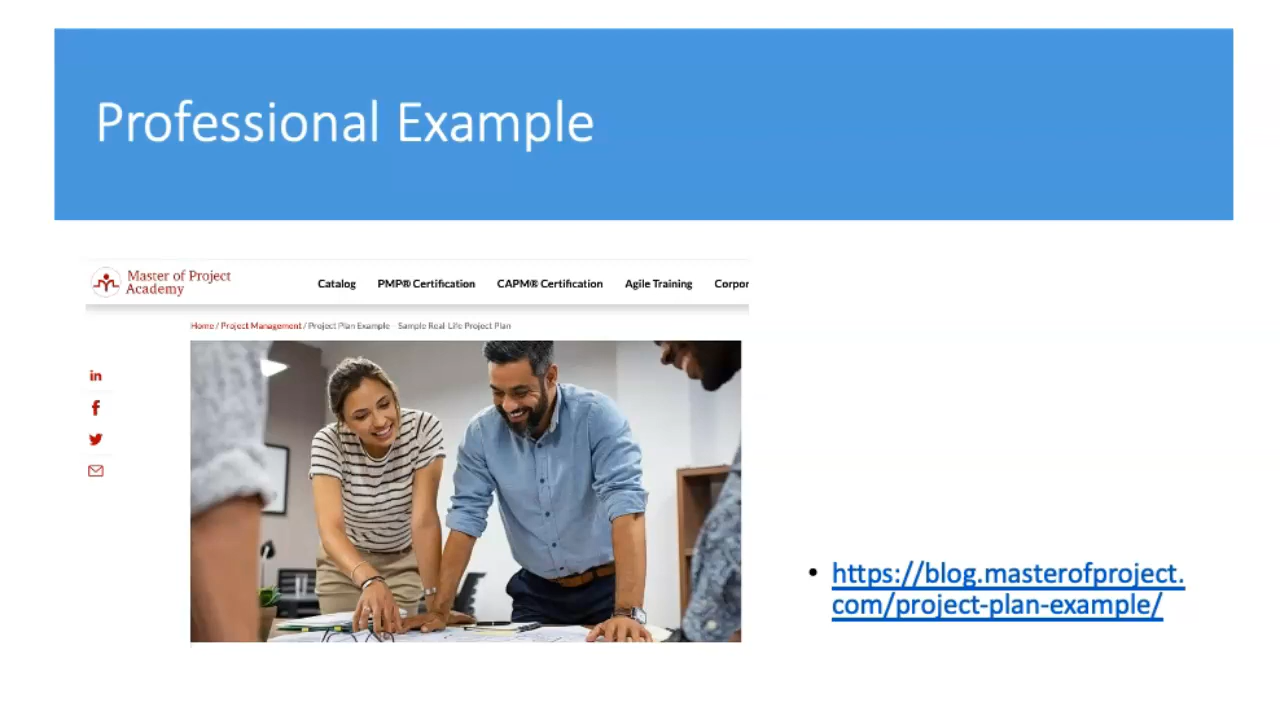 Professional Example
Master of Project
Academy
Catalog PMP® Certification CAPM® Certification Agile Training Corpor
Home / Project Management / Project Plan Example - Sample Real Life Project Plan
• https://blog.masterofproject.
com/project-plan-example/